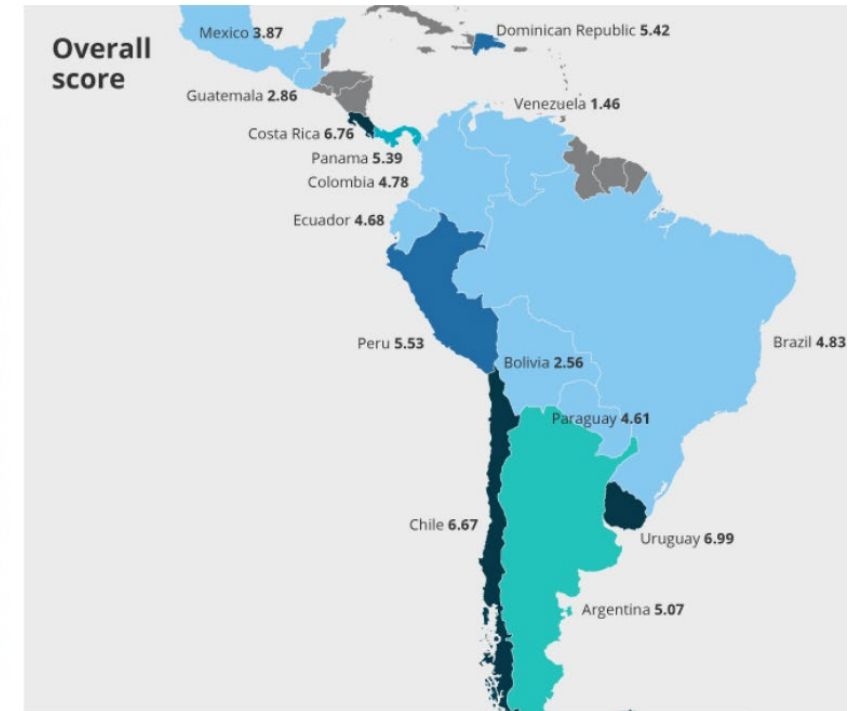 Overall
score
Mexico 3.87
Dominican Republic 5.42
Guatemala 2.86
Venezuela 1.46
Costa Rica 6.76
Panama 5.39
Colombia 4.78
Ecuador 4.68
Peru 5.53
Brazil 4.83
Bolivia 2.56
Paraguay 4.61
Chile 6.67
Uruguay 6.99
Argentina 5.07